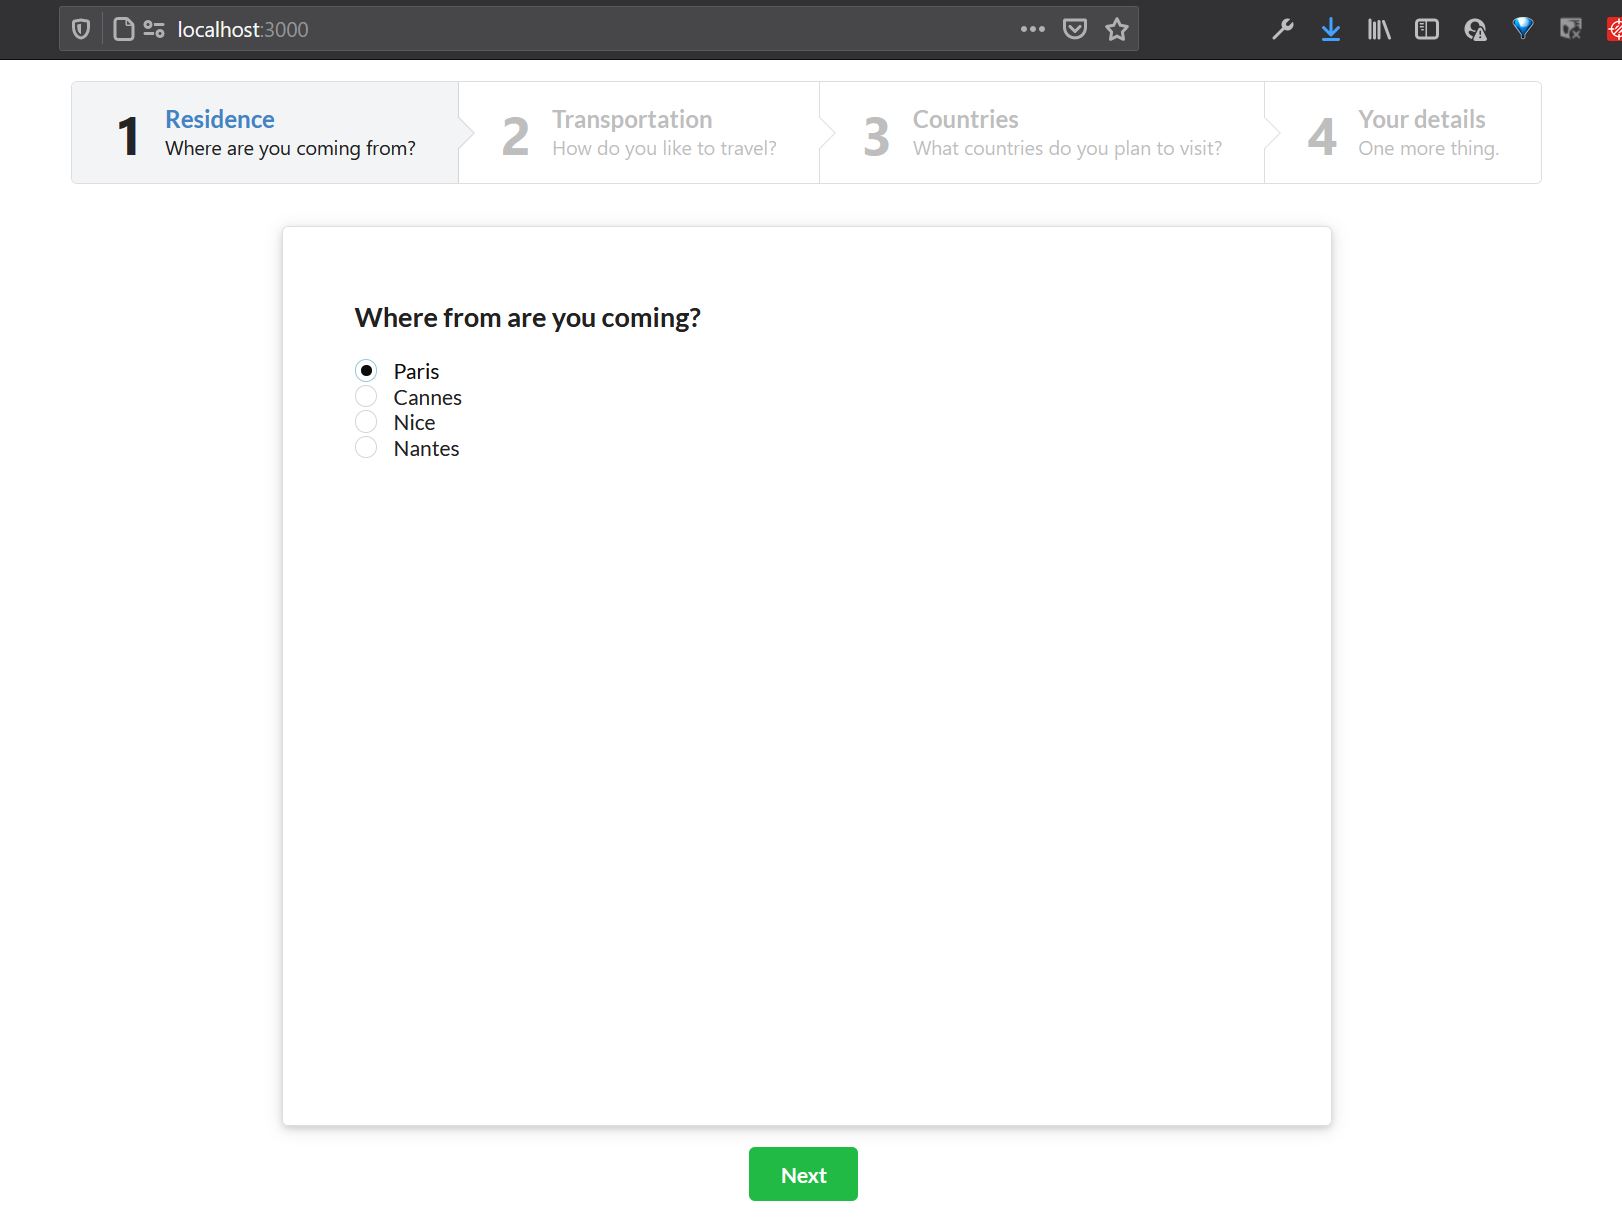 localhost:3000
1 Residence
Where are you coming from?
2 Transportation
How do you like to travel?
3 Countries
What countries do you plan to visit?
4 Your details
One more thing.
Where from are you coming?
Paris
Cannes
Nice
Nantes
Next